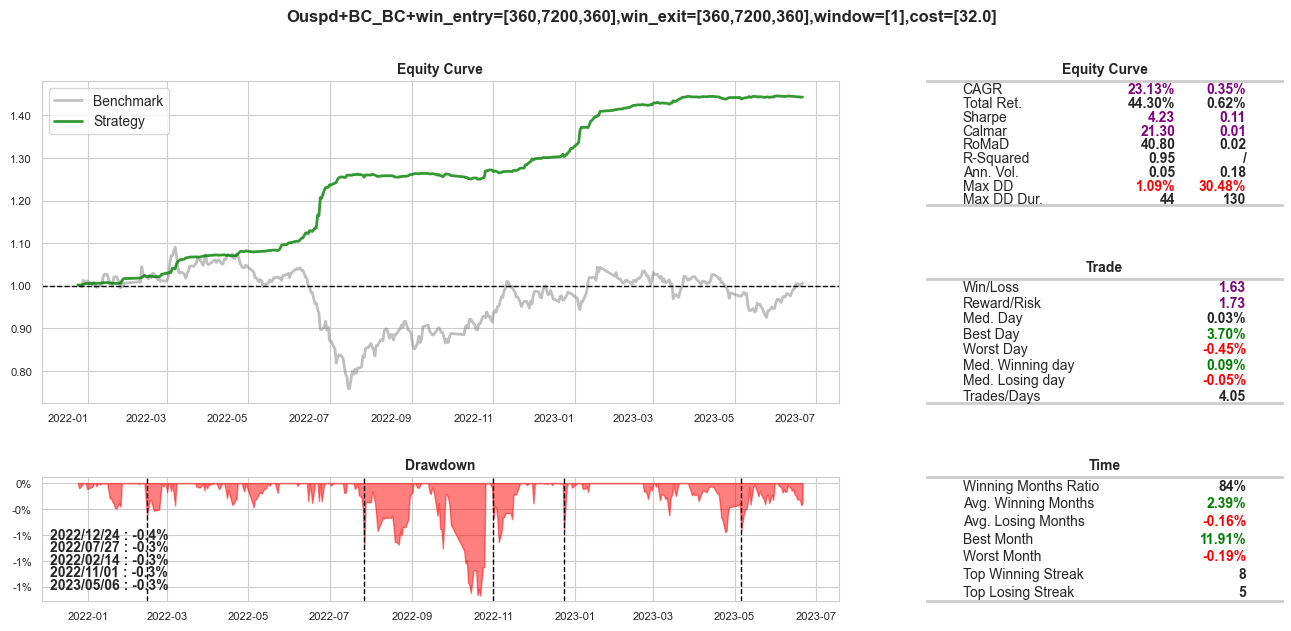 Ouspd+BC_BC+win_entry=[360,7200,360],win_exit=[360,7200,360],window=[1],cost=[32.0]
Equity Curve
Benchmark
Strategy
1.40
1.30
1.20
1.10
1.00
0.90
0.80
2022-01 2022-03 2022-05 2022-07 2022-09 2022-11 2023-01 2023-03 2023-05 2023-07
Equity Curve
CAGR 23.13% 0.35%
Total Ret. 44.30% 0.62%
Sharpe 4.23 0.11
Calmar 21.30 0.01
RoMaD 40.80 0.02
R-Squared 0.95 /
Ann. Vol. 0.05 0.18
Max DD 1.09% 30.48%
Max DD Dur. 44 130
Trade
Win/Loss 1.63
Reward/Risk 1.73
Med. Day 0.03%
Best Day 3.70%
Worst Day -0.45%
Med. Winning day 0.09%
Med. Losing day -0.05%
Trades/Days 4.05
Drawdown
0%
-0%
-1%
-1%
-1%
2022/12/24 : -0.4%
2022/07/27 : -0.3%
2022/02/14 : -0.3%
2022/11/01 : -0.3%
2023/05/06 : -0.3%
2022-01 2022-03 2022-05 2022-07 2022-09 2022-11 2023-01 2023-03 2023-05 2023-07
Time
Winning Months Ratio 84%
Avg. Winning Months 2.39%
Avg. Losing Months -0.16%
Best Month 11.91%
Worst Month -0.19%
Top Winning Streak 8
Top Losing Streak 5